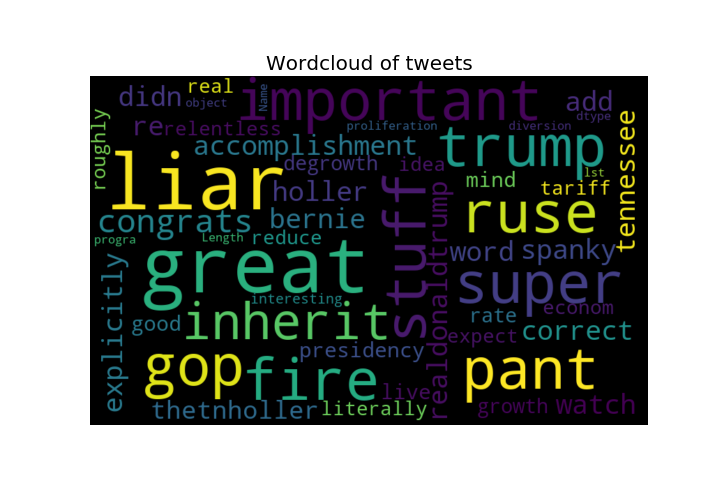 Wordcloud of tweets
real
didn
object
Name
important
add
dtype
roughly
re
relentless
proliferation
diversion
tennessee
accomplishment
trump
liar
degrowth
idea
lst
holler
mind
tariff
stuff
realdonaldtrump
congrats
bernie
ruse
progra
Length
reduce
word
spanky
great
explicitly
super
interesting
inherit
good
rate
econom
correct
expect
presidency
gop
fire
pant
live
thetnholler
literally
growth
watch